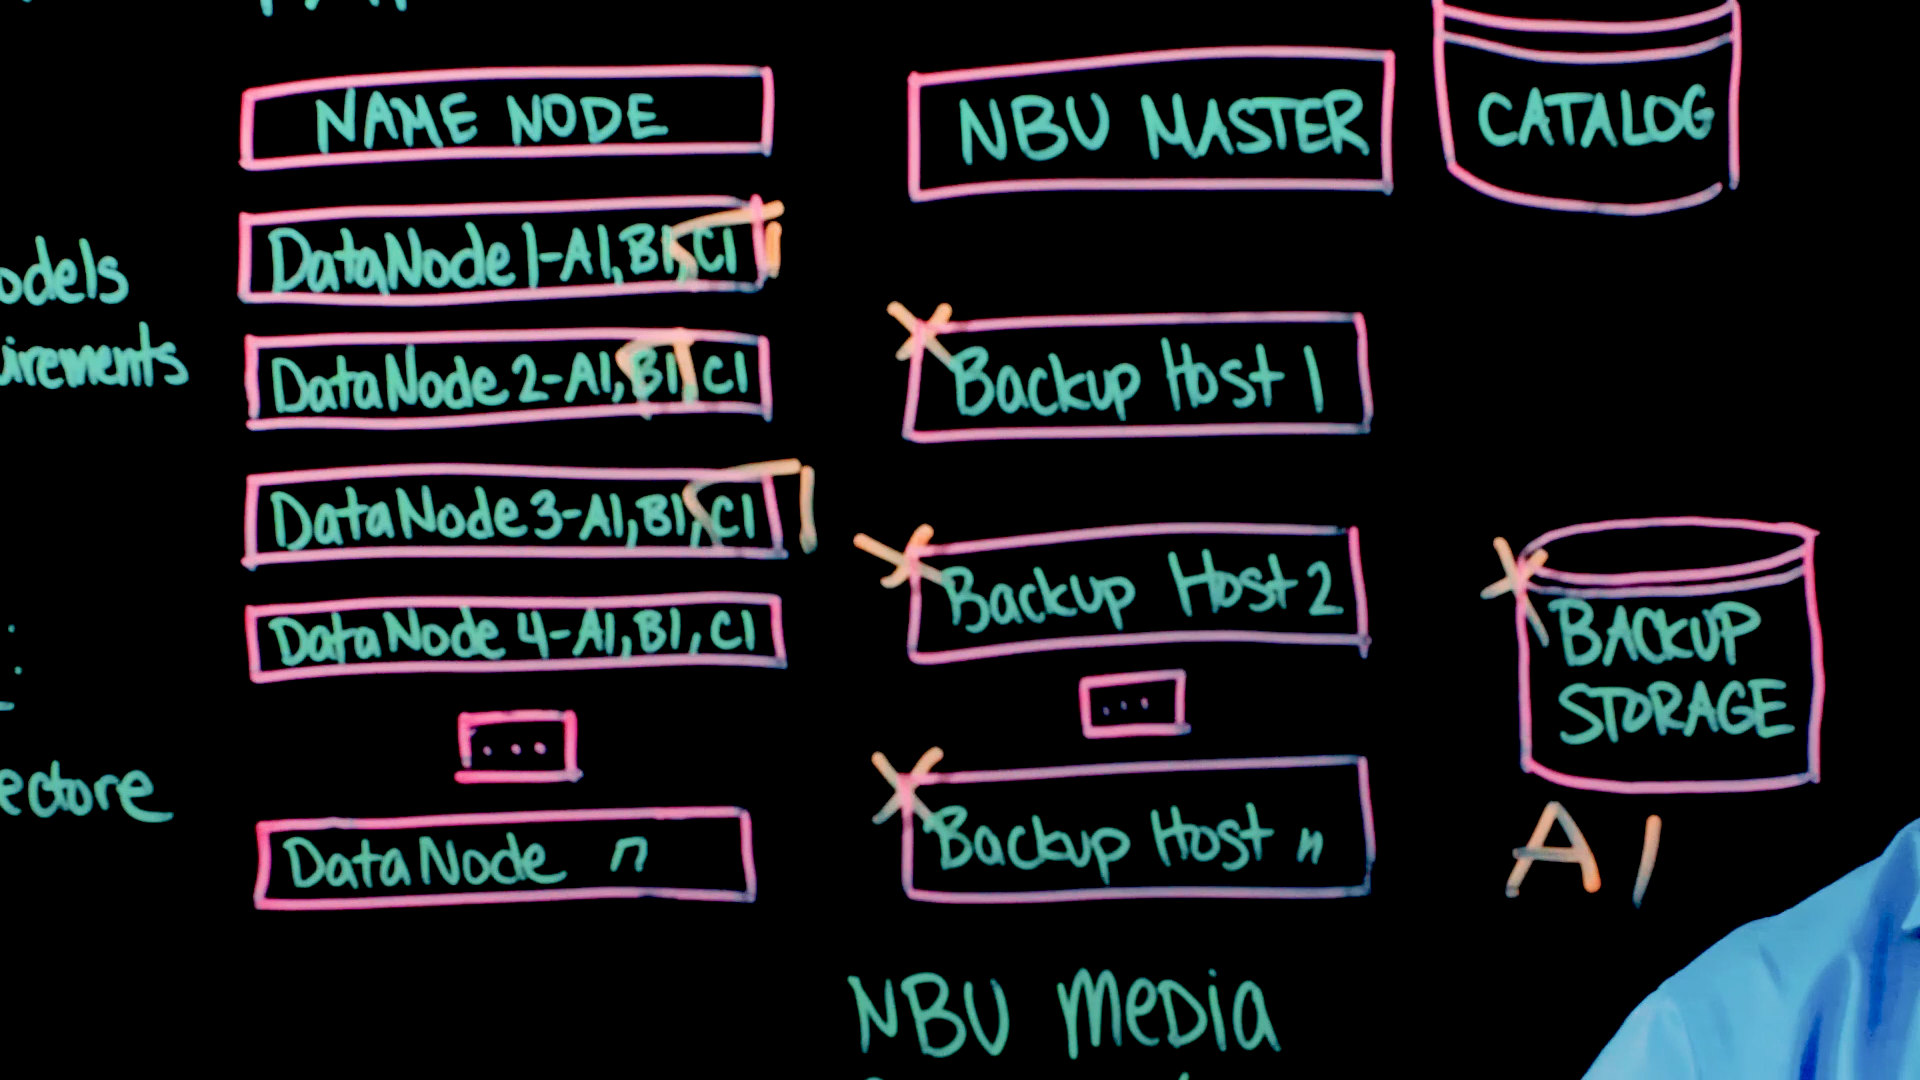 NAME NODE
DataNode 1-A1, B1, C1
DataNode 2-A1, B1, C1
DataNode 3-A1, B1, C1
DataNode 4-A1, B1, C1
...
DataNode n
NBU MASTER
CATALOG
Backup Host 1
Backup Host 2
...
Backup Host n
BACKUP
STORAGE
A1
NBU MEDIA
odels
irements
ectore